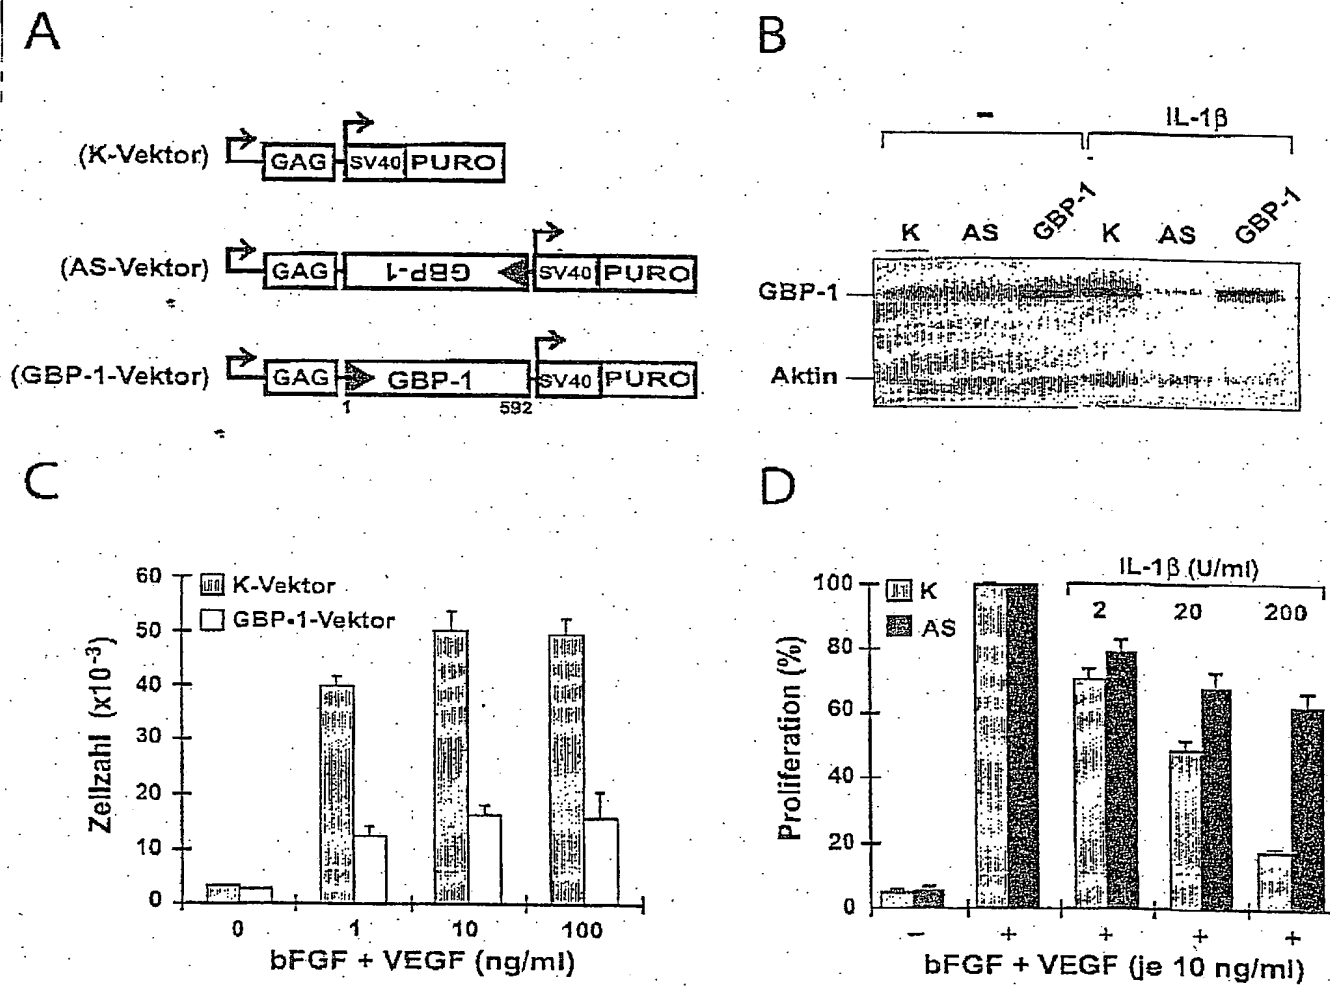 A
(K-Vektor) GAG SV40 PURO
(AS-Vektor) GAG GBP-1 SV40 PURO
(GBP-1-Vektor) GAG GBP-1 SV40 PURO
1 592
B
- IL-1β
K AS GBP-1 K AS GBP-1
GBP-1
Aktin
C
Zellzahl (x10⁻³)
60
50
40
30
20
10
0
K-Vektor
GBP-1-Vektor
0 1 10 100
bFGF + VEGF (ng/ml)
D
Proliferation (%)
100
80
60
40
20
0
K
AS
IL-1β (U/ml)
2 20 200
- + + + +
bFGF + VEGF (je 10 ng/ml)